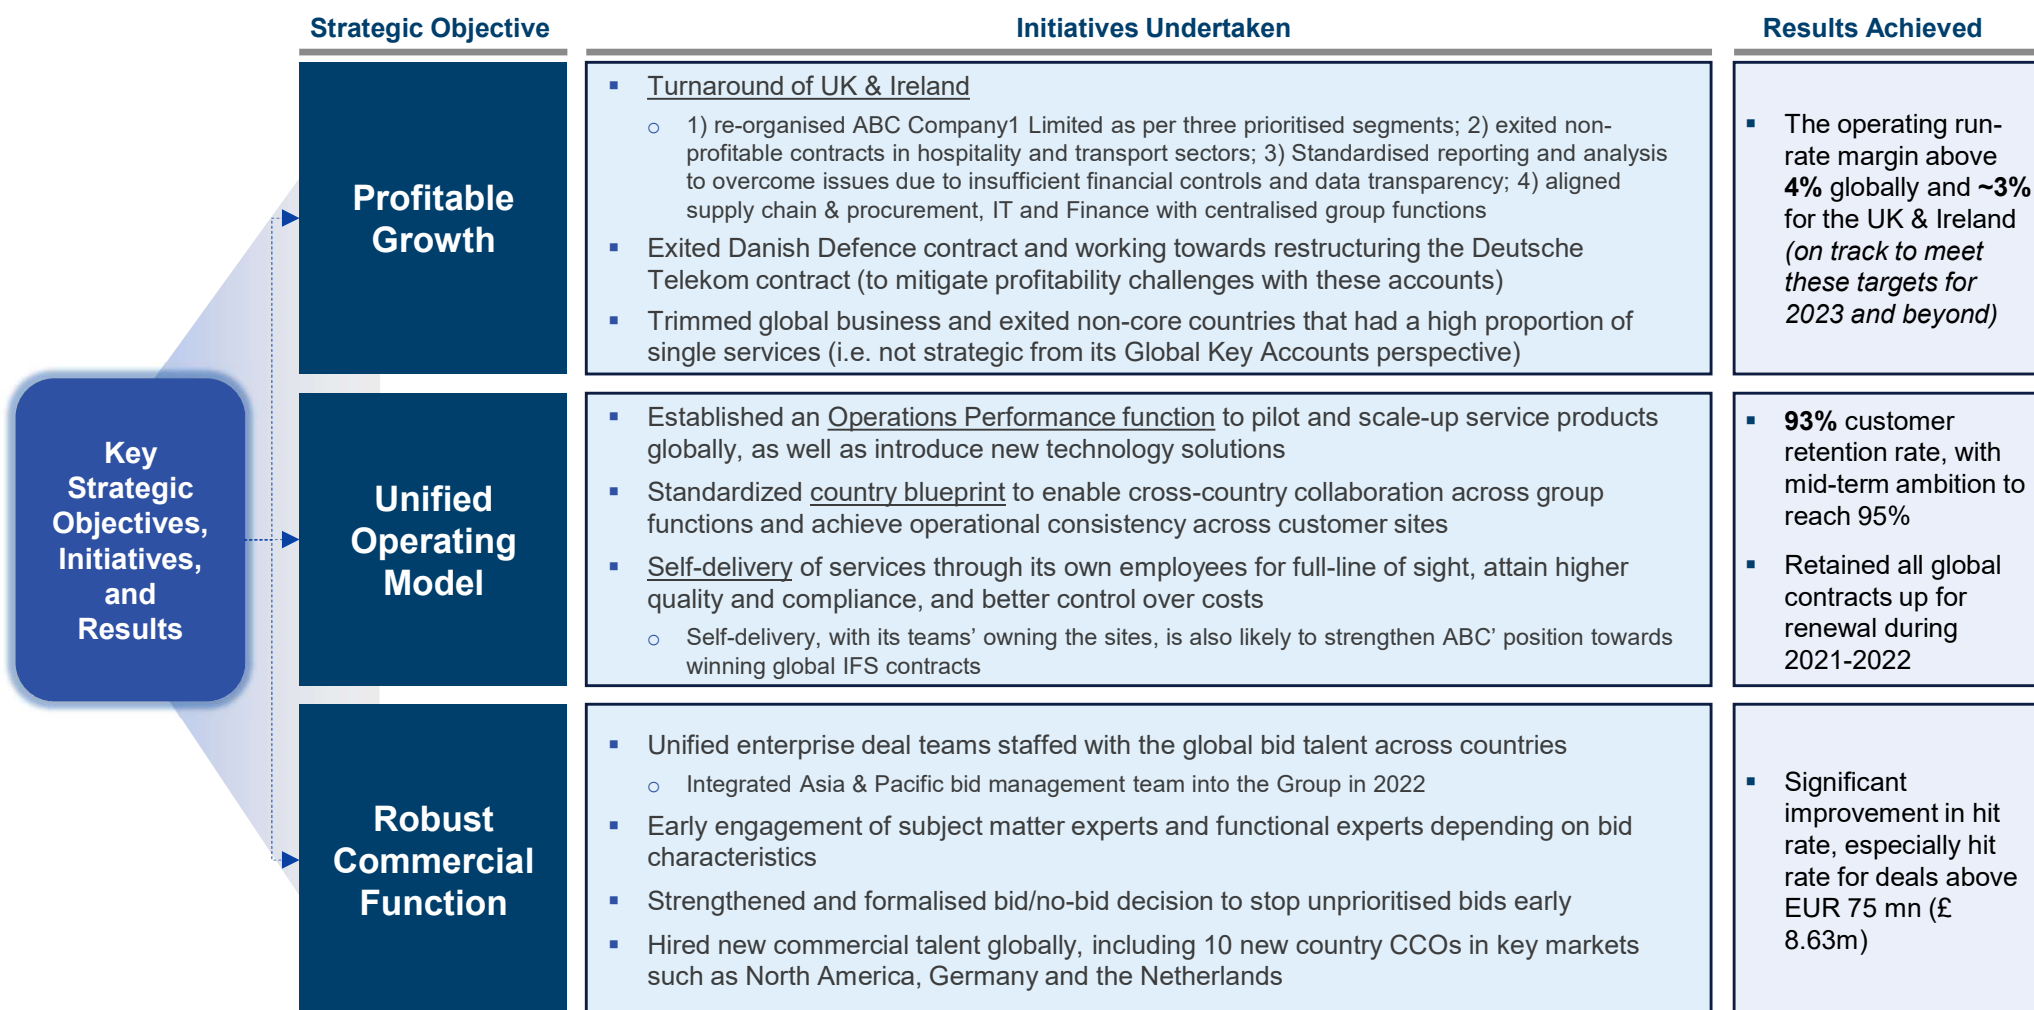 Strategic Objective
Initiatives Undertaken
Results Achieved
Key
Strategic
Objectives,
Initiatives,
and
Results
Profitable
Growth
Turnaround of UK & Ireland
1) re-organised ABC Company1 Limited as per three prioritised segments; 2) exited non-
profitable contracts in hospitality and transport sectors; 3) Standardised reporting and analysis
to overcome issues due to insufficient financial controls and data transparency; 4) aligned
supply chain & procurement, IT and Finance with centralised group functions
Exited Danish Defence contract and working towards restructuring the Deutsche
Telekom contract (to mitigate profitability challenges with these accounts)
Trimmed global business and exited non-core countries that had a high proportion of
single services (i.e. not strategic from its Global Key Accounts perspective)
The operating run-
rate margin above
4% globally and ~3%
for the UK & Ireland
(on track to meet
these targets for
2023 and beyond)
Unified
Operating
Model
Established an Operations Performance function to pilot and scale-up service products
globally, as well as introduce new technology solutions
Standardized country blueprint to enable cross-country collaboration across group
functions and achieve operational consistency across customer sites
Self-delivery of services through its own employees for full-line of sight, attain higher
quality and compliance, and better control over costs
Self-delivery, with its teams’ owning the sites, is also likely to strengthen ABC’ position towards
winning global IFS contracts
93% customer
retention rate, with
mid-term ambition to
reach 95%
Retained all global
contracts up for
renewal during
2021-2022
Robust
Commercial
Function
Unified enterprise deal teams staffed with the global bid talent across countries
Integrated Asia & Pacific bid management team into the Group in 2022
Early engagement of subject matter experts and functional experts depending on bid
characteristics
Strengthened and formalised bid/no-bid decision to stop unprioritised bids early
Hired new commercial talent globally, including 10 new country CCOs in key markets
such as North America, Germany and the Netherlands
Significant
improvement in hit
rate, especially hit
rate for deals above
EUR 75 mn (£
8.63m)